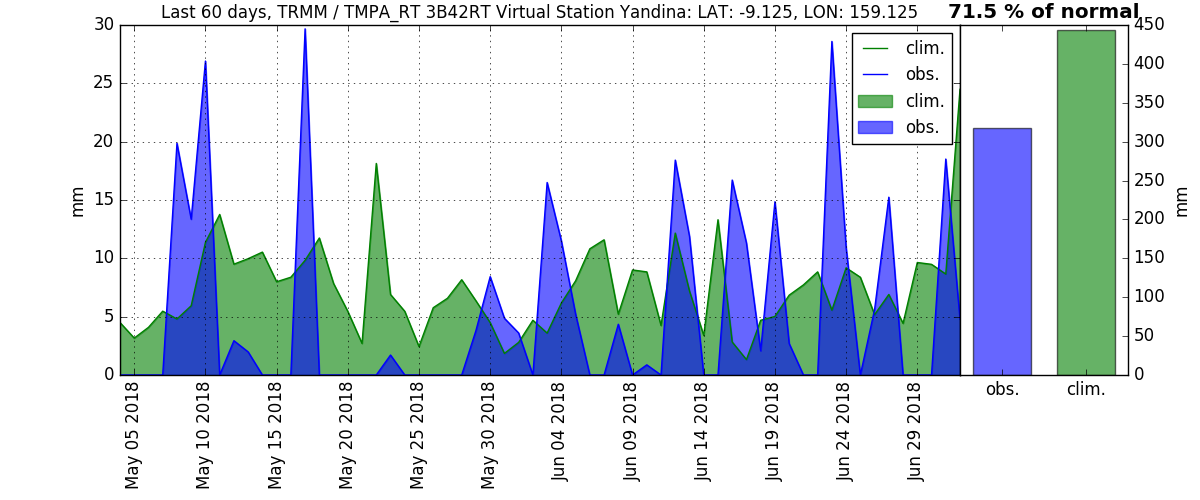 Last 60 days, TRMM / TMPA_RT 3B42RT Virtual Station Yandina: LAT: -9.125, LON: 159.125
71.5 % of normal
30
25
20
15
10
5
0
mm
clim.
obs.
clim.
obs.
450
400
350
300
250
200
150
100
50
0
mm
May 05 2018
May 10 2018
May 15 2018
May 20 2018
May 25 2018
May 30 2018
Jun 04 2018
Jun 09 2018
Jun 14 2018
Jun 19 2018
Jun 24 2018
Jun 29 2018
obs.
clim.